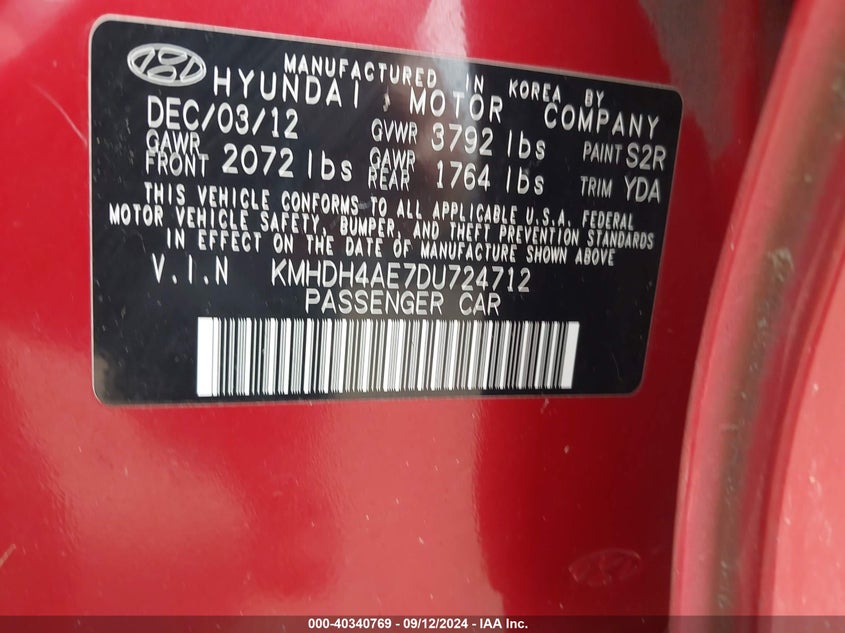 MANUFACTURED IN KOREA BY
HYUNDAI MOTOR COMPANY
DEC/03/12 GVWR 3792 lbs PAINT S2R
GAWR FRONT 2072 lbs GAWR REAR 1764 lbs TRIM YDA
THIS VEHICLE CONFORMS TO ALL APPLICABLE U.S.A. FEDERAL
MOTOR VEHICLE SAFETY, BUMPER, AND THEFT PREVENTION STANDARDS
IN EFFECT ON THE DATE OF MANUFACTURE SHOWN ABOVE
V.I.N KMHDH4AE7DU724712
PASSENGER CAR
000-40340769 - 09/12/2024 - IAA Inc.